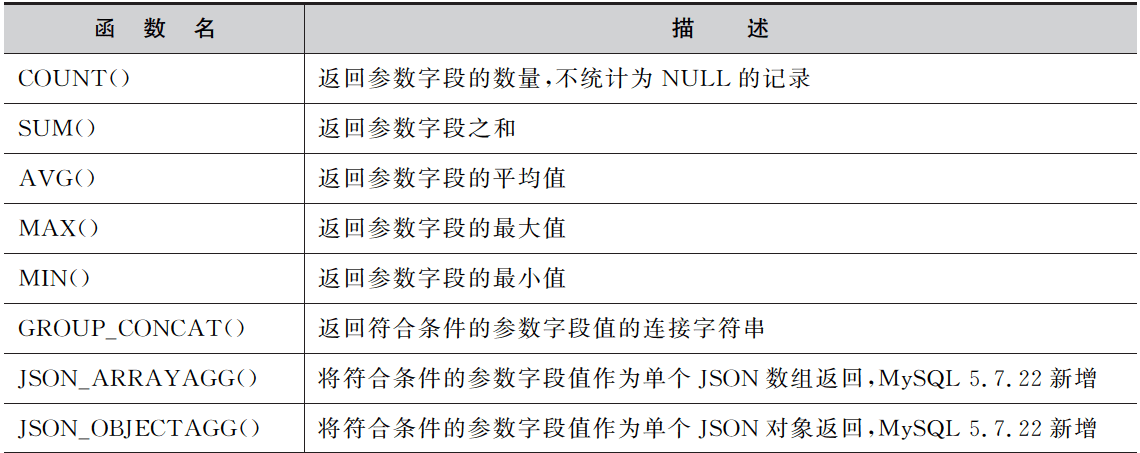 函 数 名 描 述
COUNT() 返回参数字段的数量,不统计为 NULL 的记录
SUM() 返回参数字段之和
AVG() 返回参数字段的平均值
MAX() 返回参数字段的最大值
MIN() 返回参数字段的最小值
GROUP_CONCAT() 返回符合条件的参数字段值的连接字符串
JSON_ARRAYAGG() 将符合条件的参数字段值作为单个 JSON 数组返回,MySQL 5.7.22 新增
JSON_OBJECTAGG() 将符合条件的参数字段值作为单个 JSON 对象返回,MySQL 5.7.22 新增